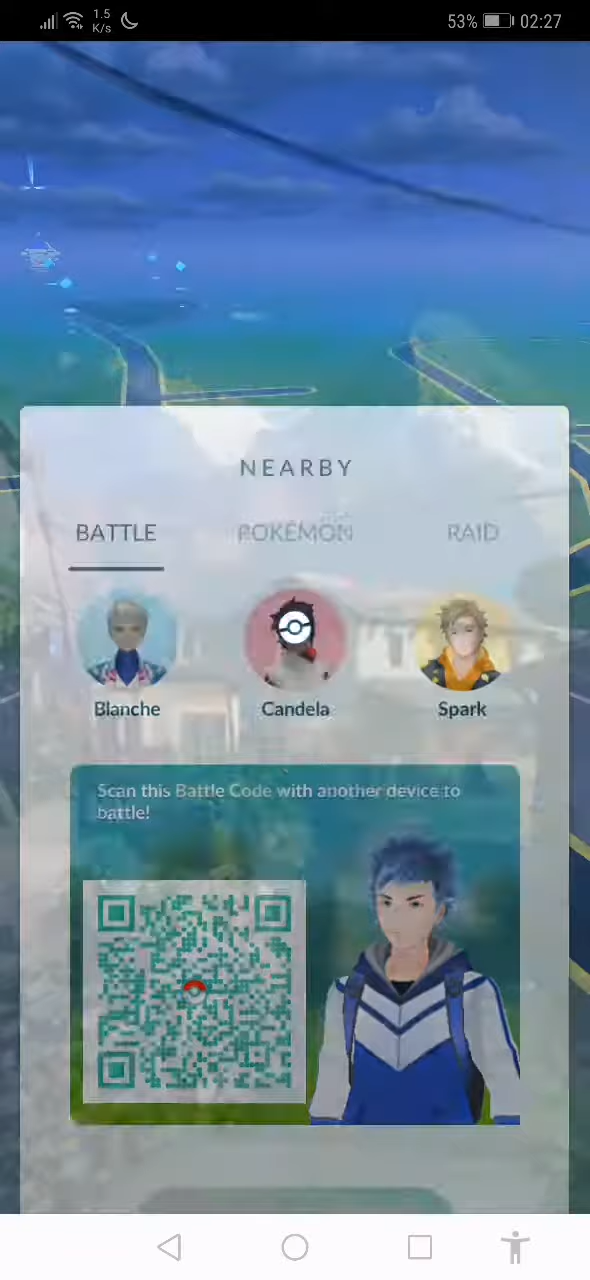 1.5
K/s
53%
02:27
NEARBY
BATTLE
POKÉMON
RAID
Blanche
Candela
Spark
Scan this Battle Code with another device to
battle!